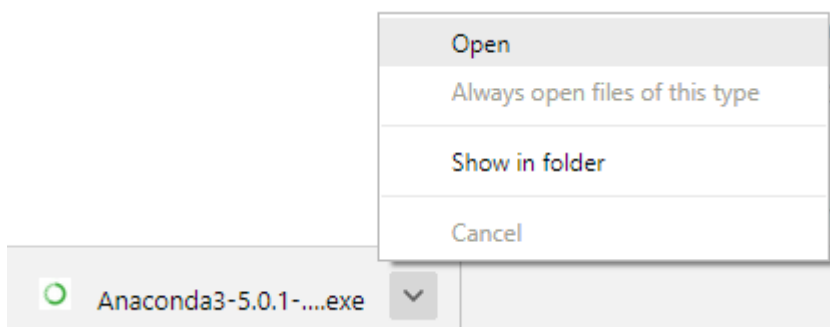 Open
Always open files of this type
Show in folder
Cancel
Anaconda3-5.0.1-....exe